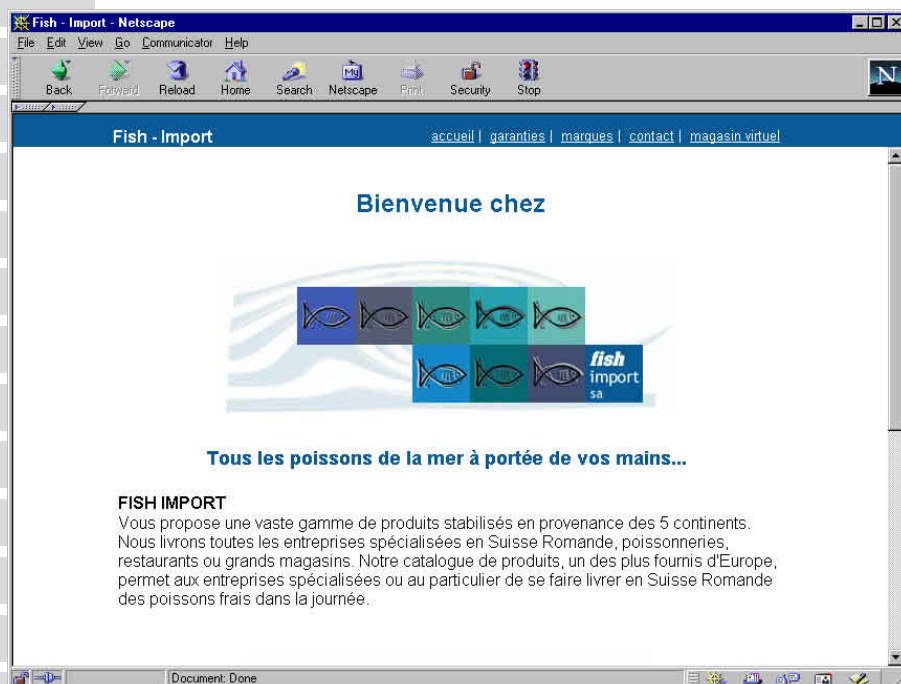 Fish - Import - Netscape
File Edit View Go Communicator Help
Back Forward Reload Home Search Netscape Print Security Stop
My
N
Fish - Import
accueil | garanties | marques | contact | magasin virtuel
Bienvenue chez
fish
import
sa
Tous les poissons de la mer à portée de vos mains...
FISH IMPORT
Vous propose une vaste gamme de produits stabilisés en provenance des 5 continents.
Nous livrons toutes les entreprises spécialisées en Suisse Romande, poissonneries,
restaurants ou grands magasins. Notre catalogue de produits, un des plus fournis d'Europe,
permet aux entreprises spécialisées ou au particulier de se faire livrer en Suisse Romande
des poissons frais dans la journée.
Document: Done